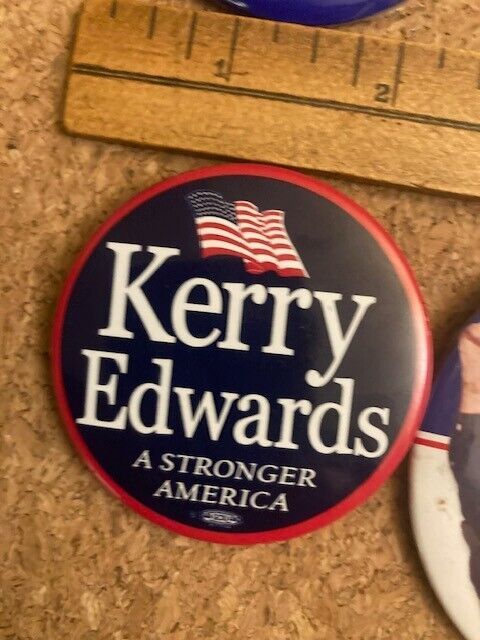 1 2
Kerry
Edwards
A STRONGER
AMERICA